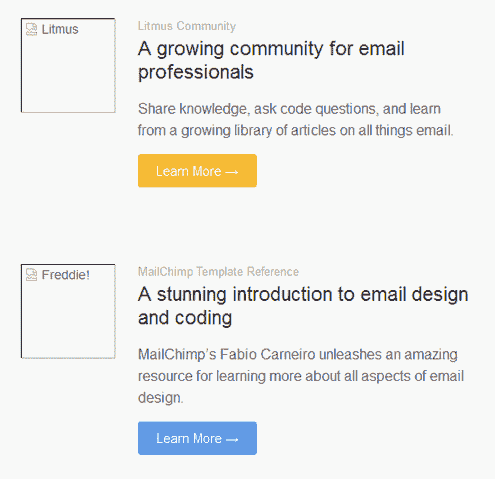 Litmus
Litmus Community
A growing community for email
professionals
Share knowledge, ask code questions, and learn
from a growing library of articles on all things email.
Learn More →
Freddie!
MailChimp Template Reference
A stunning introduction to email design
and coding
MailChimp's Fabio Carneiro unleashes an amazing
resource for learning more about all aspects of email
design.
Learn More →